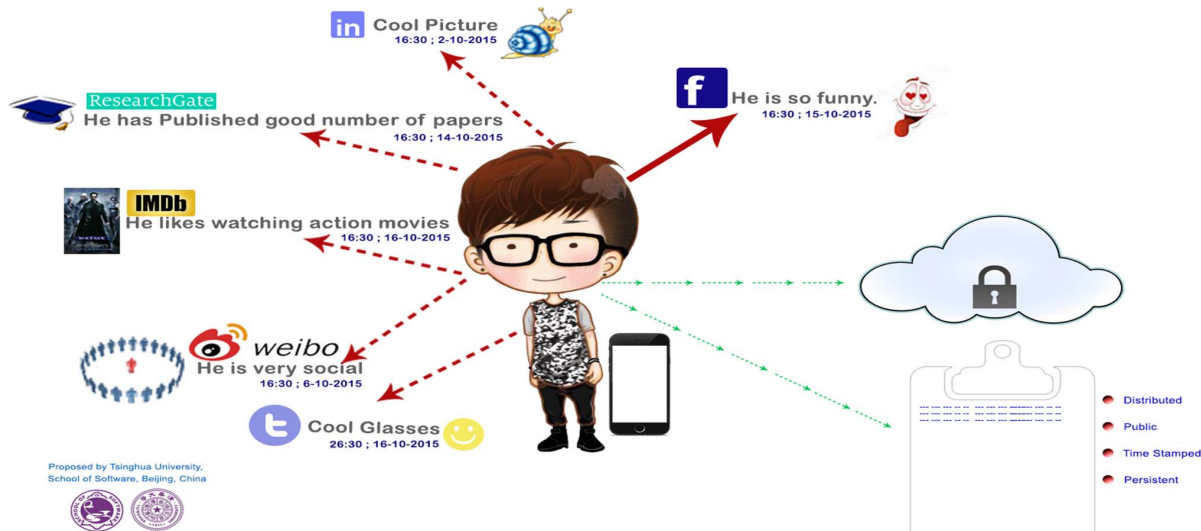 in Cool Picture
16:30 ; 2-10-2015
f He is so funny.
16:30 ; 15-10-2015
ResearchGate
He has Published good number of papers
16:30 ; 14-10-2015
IMDb
He likes watching action movies
16:30 ; 16-10-2015
weibo
He is very social
16:30 ; 6-10-2015
t Cool Glasses
26:30 ; 16-10-2015
Distributed
Public
Time Stamped
Persistent
Proposed by Tsinghua University,
School of Software, Beijing, China